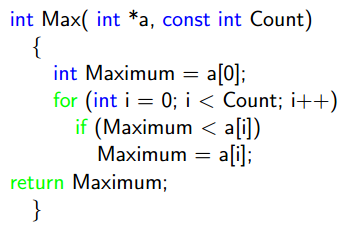 int Max( int *a, const int Count)
{
int Maximum = a[0];
for (int i = 0; i < Count; i++)
if (Maximum < a[i])
Maximum = a[i];
return Maximum;
}